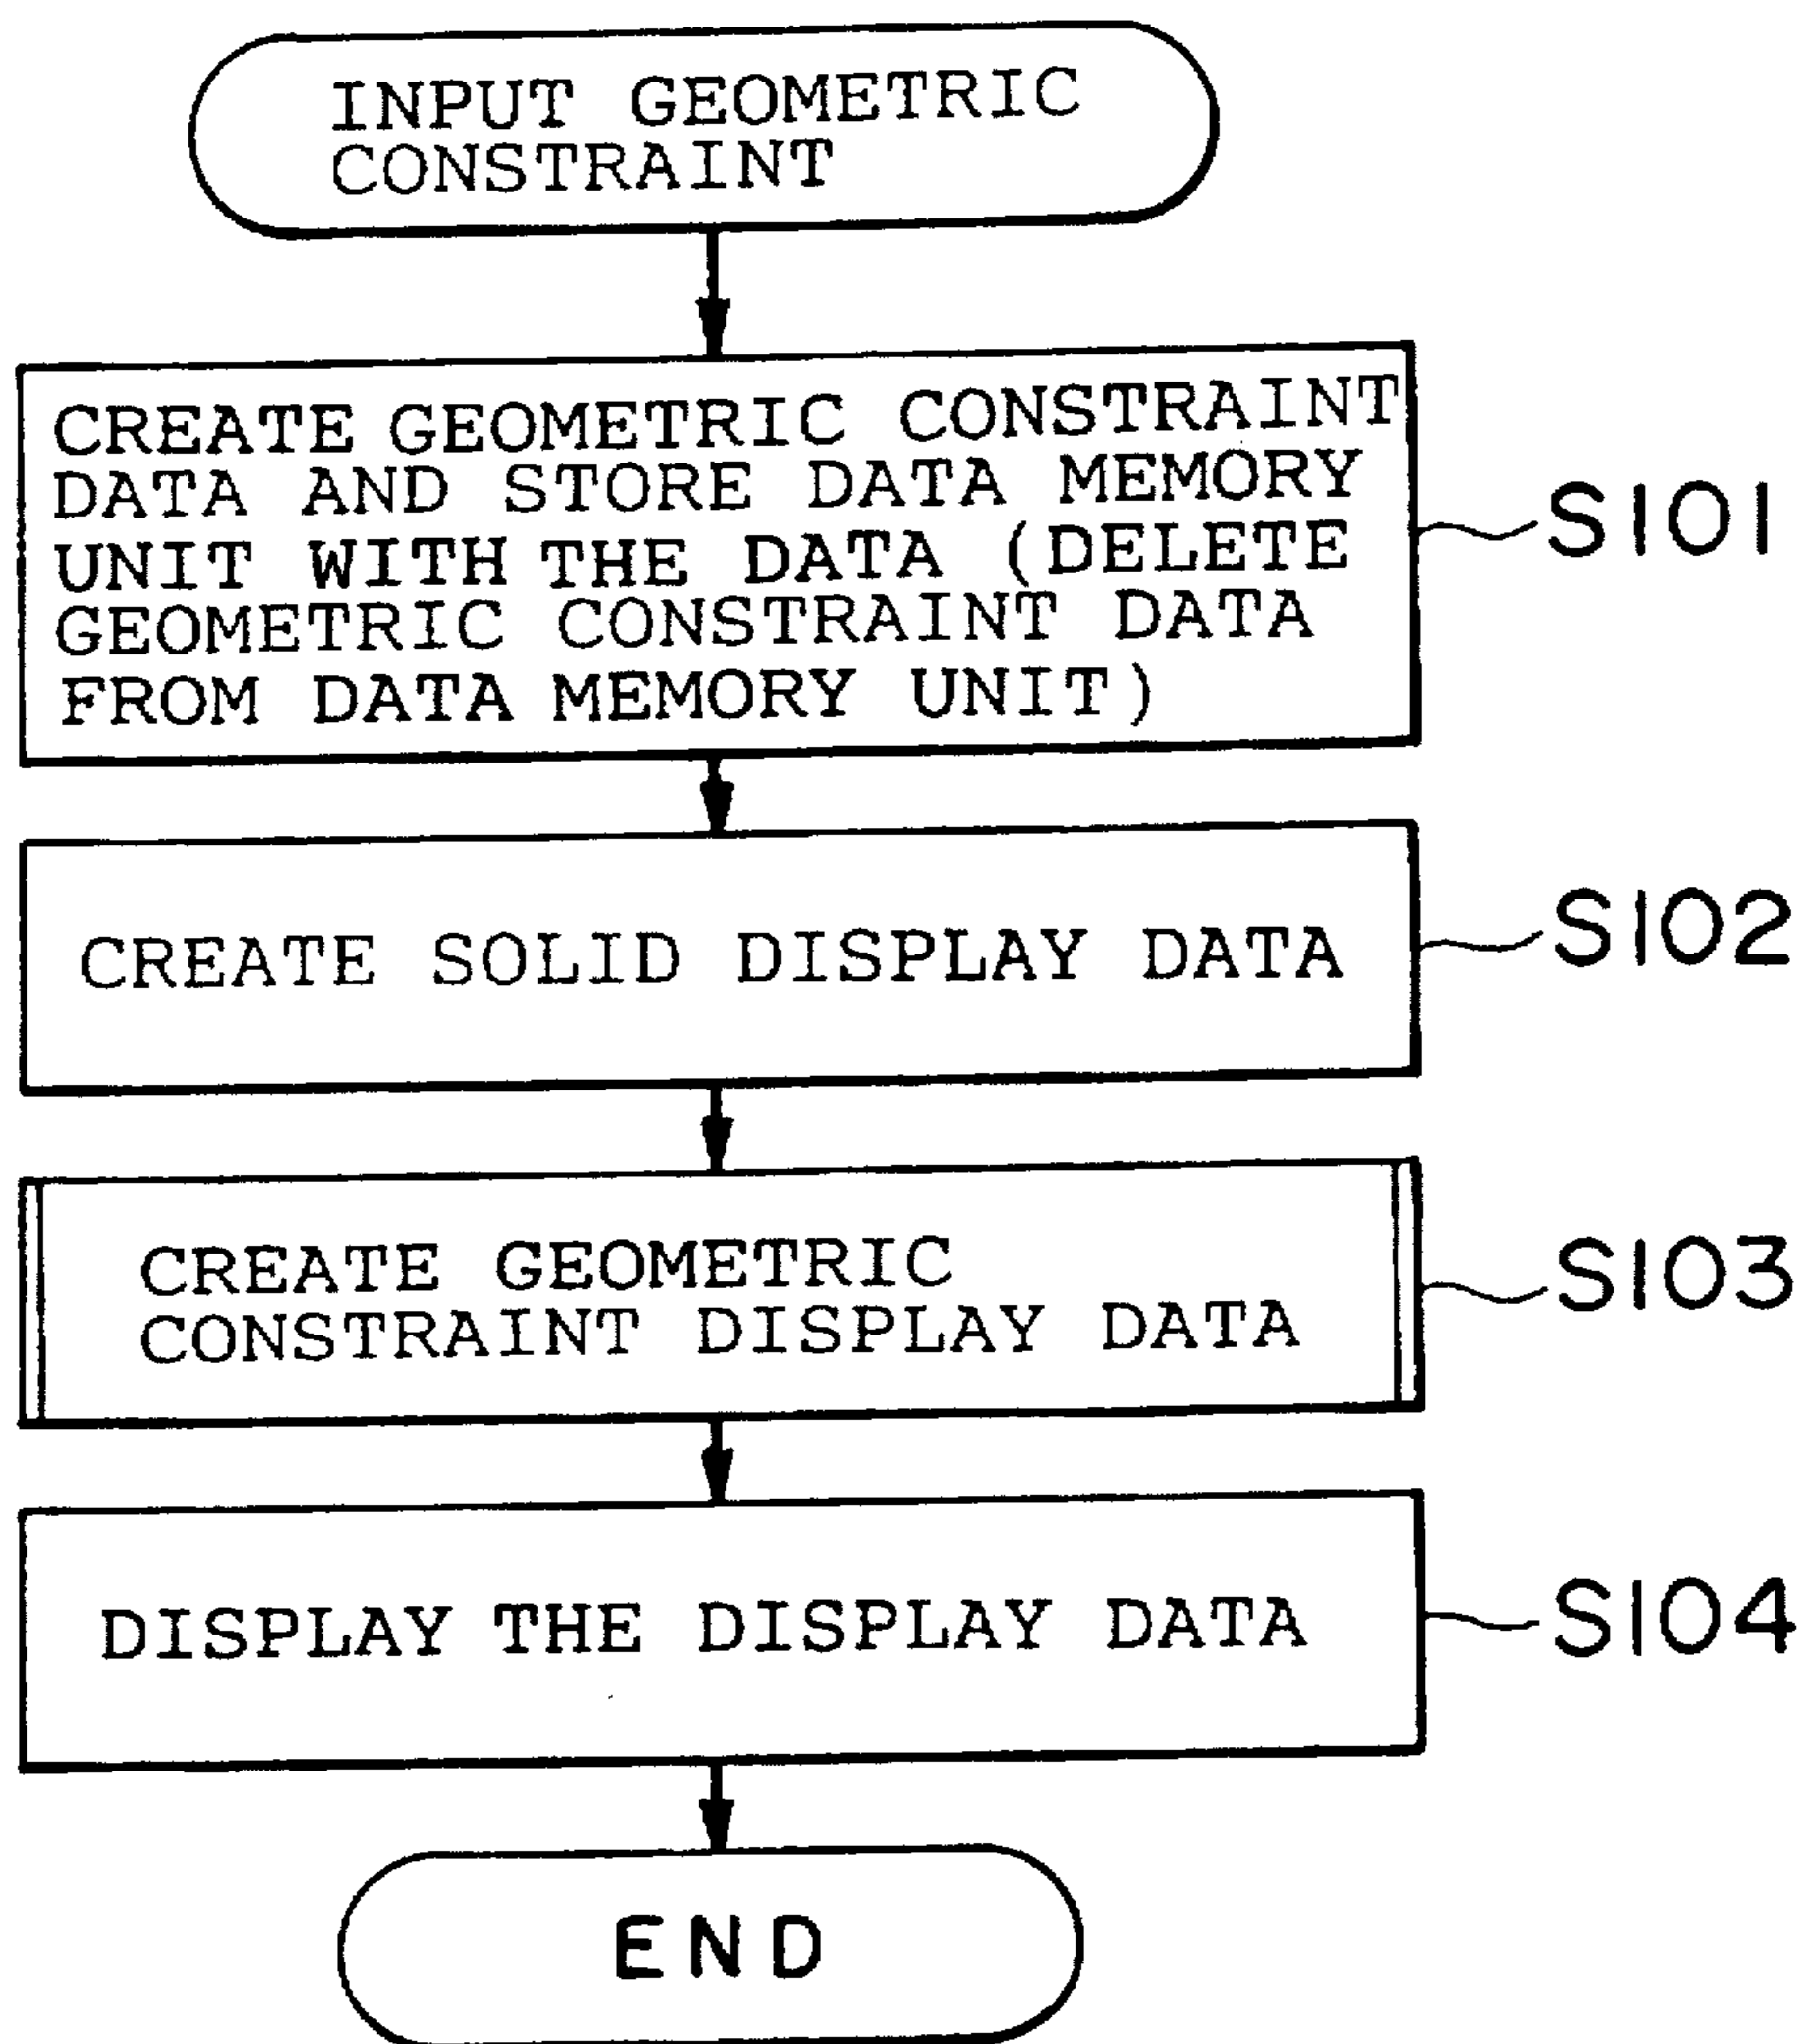 INPUT GEOMETRIC
CONSTRAINT
CREATE GEOMETRIC CONSTRAINT
DATA AND STORE DATA MEMORY
UNIT WITH THE DATA (DELETE
GEOMETRIC CONSTRAINT DATA
FROM DATA MEMORY UNIT)
S101
CREATE SOLID DISPLAY DATA
S102
CREATE GEOMETRIC
CONSTRAINT DISPLAY DATA
S103
DISPLAY THE DISPLAY DATA
S104
END